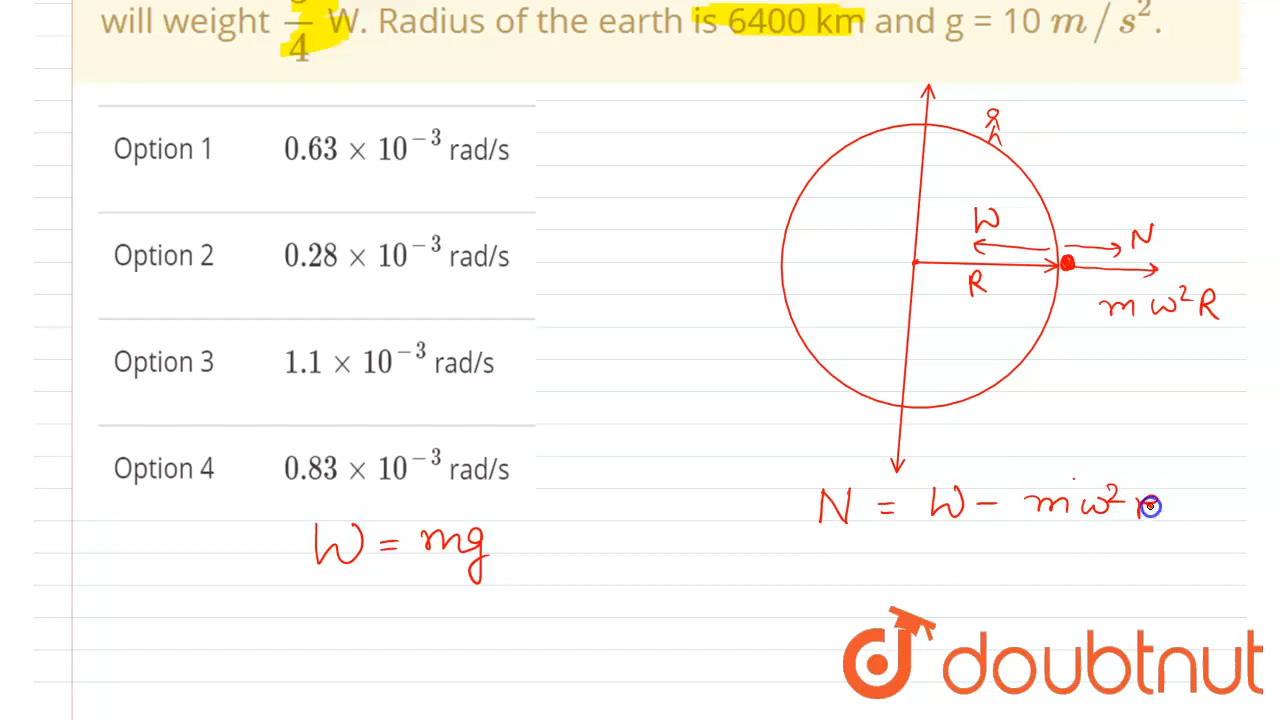 will weight /4 W. Radius of the earth is 6400 km and g = 10 m/s².
Option 1 0.63 × 10⁻³ rad/s
Option 2 0.28 × 10⁻³ rad/s
Option 3 1.1 × 10⁻³ rad/s
Option 4 0.83 × 10⁻³ rad/s
W
N
R
mω²R
N = W - mω²
W = mg
doubtnut